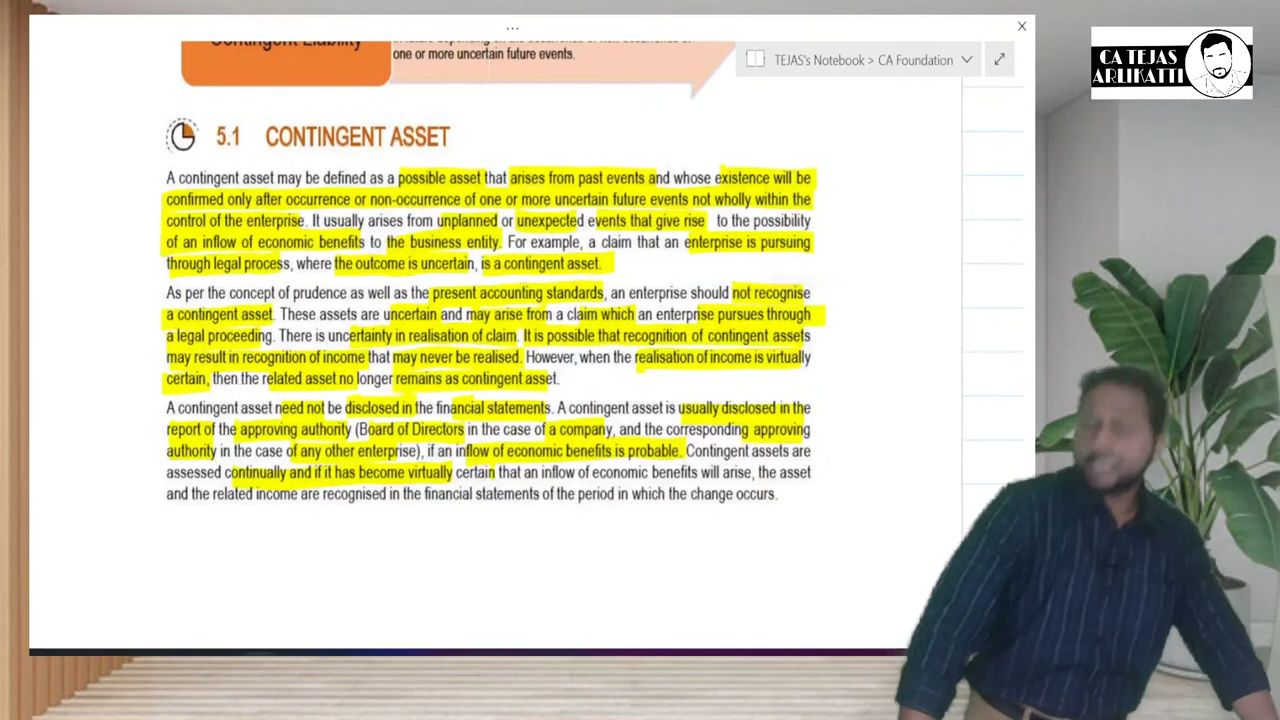 ...
X
Contingent Liability
one or more uncertain future events.
TEJAS's Notebook > CA Foundation
CA TEJAS
ARLIKATTI
5.1 CONTINGENT ASSET
A contingent asset may be defined as a possible asset that arises from past events and whose existence will be
confirmed only after occurrence or non-occurrence of one or more uncertain future events not wholly within the
control of the enterprise. It usually arises from unplanned or unexpected events that give rise to the possibility
of an inflow of economic benefits to the business entity. For example, a claim that an enterprise is pursuing
through legal process, where the outcome is uncertain, is a contingent asset.
As per the concept of prudence as well as the present accounting standards, an enterprise should not recognise
a contingent asset. These assets are uncertain and may arise from a claim which an enterprise pursues through
a legal proceeding. There is uncertainty in realisation of claim. It is possible that recognition of contingent assets
may result in recognition of income that may never be realised. However, when the realisation of income is virtually
certain, then the related asset no longer remains as contingent asset.
A contingent asset need not be disclosed in the financial statements. A contingent asset is usually disclosed in the
report of the approving authority (Board of Directors in the case of a company, and the corresponding approving
authority in the case of any other enterprise), if an inflow of economic benefits is probable. Contingent assets are
assessed continually and if it has become virtually certain that an inflow of economic benefits will arise, the asset
and the related income are recognised in the financial statements of the period in which the change occurs.